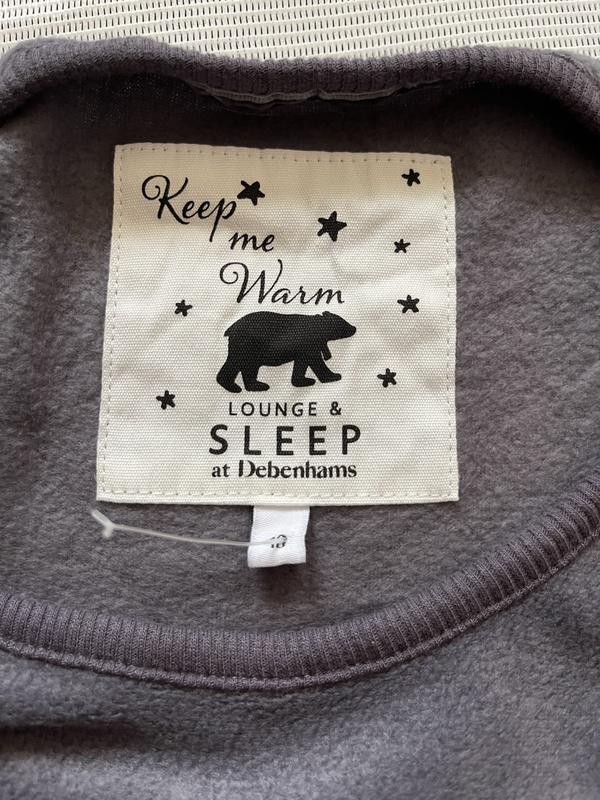 Keep
me
Warm
LOUNGE &
SLEEP
at Debenhams